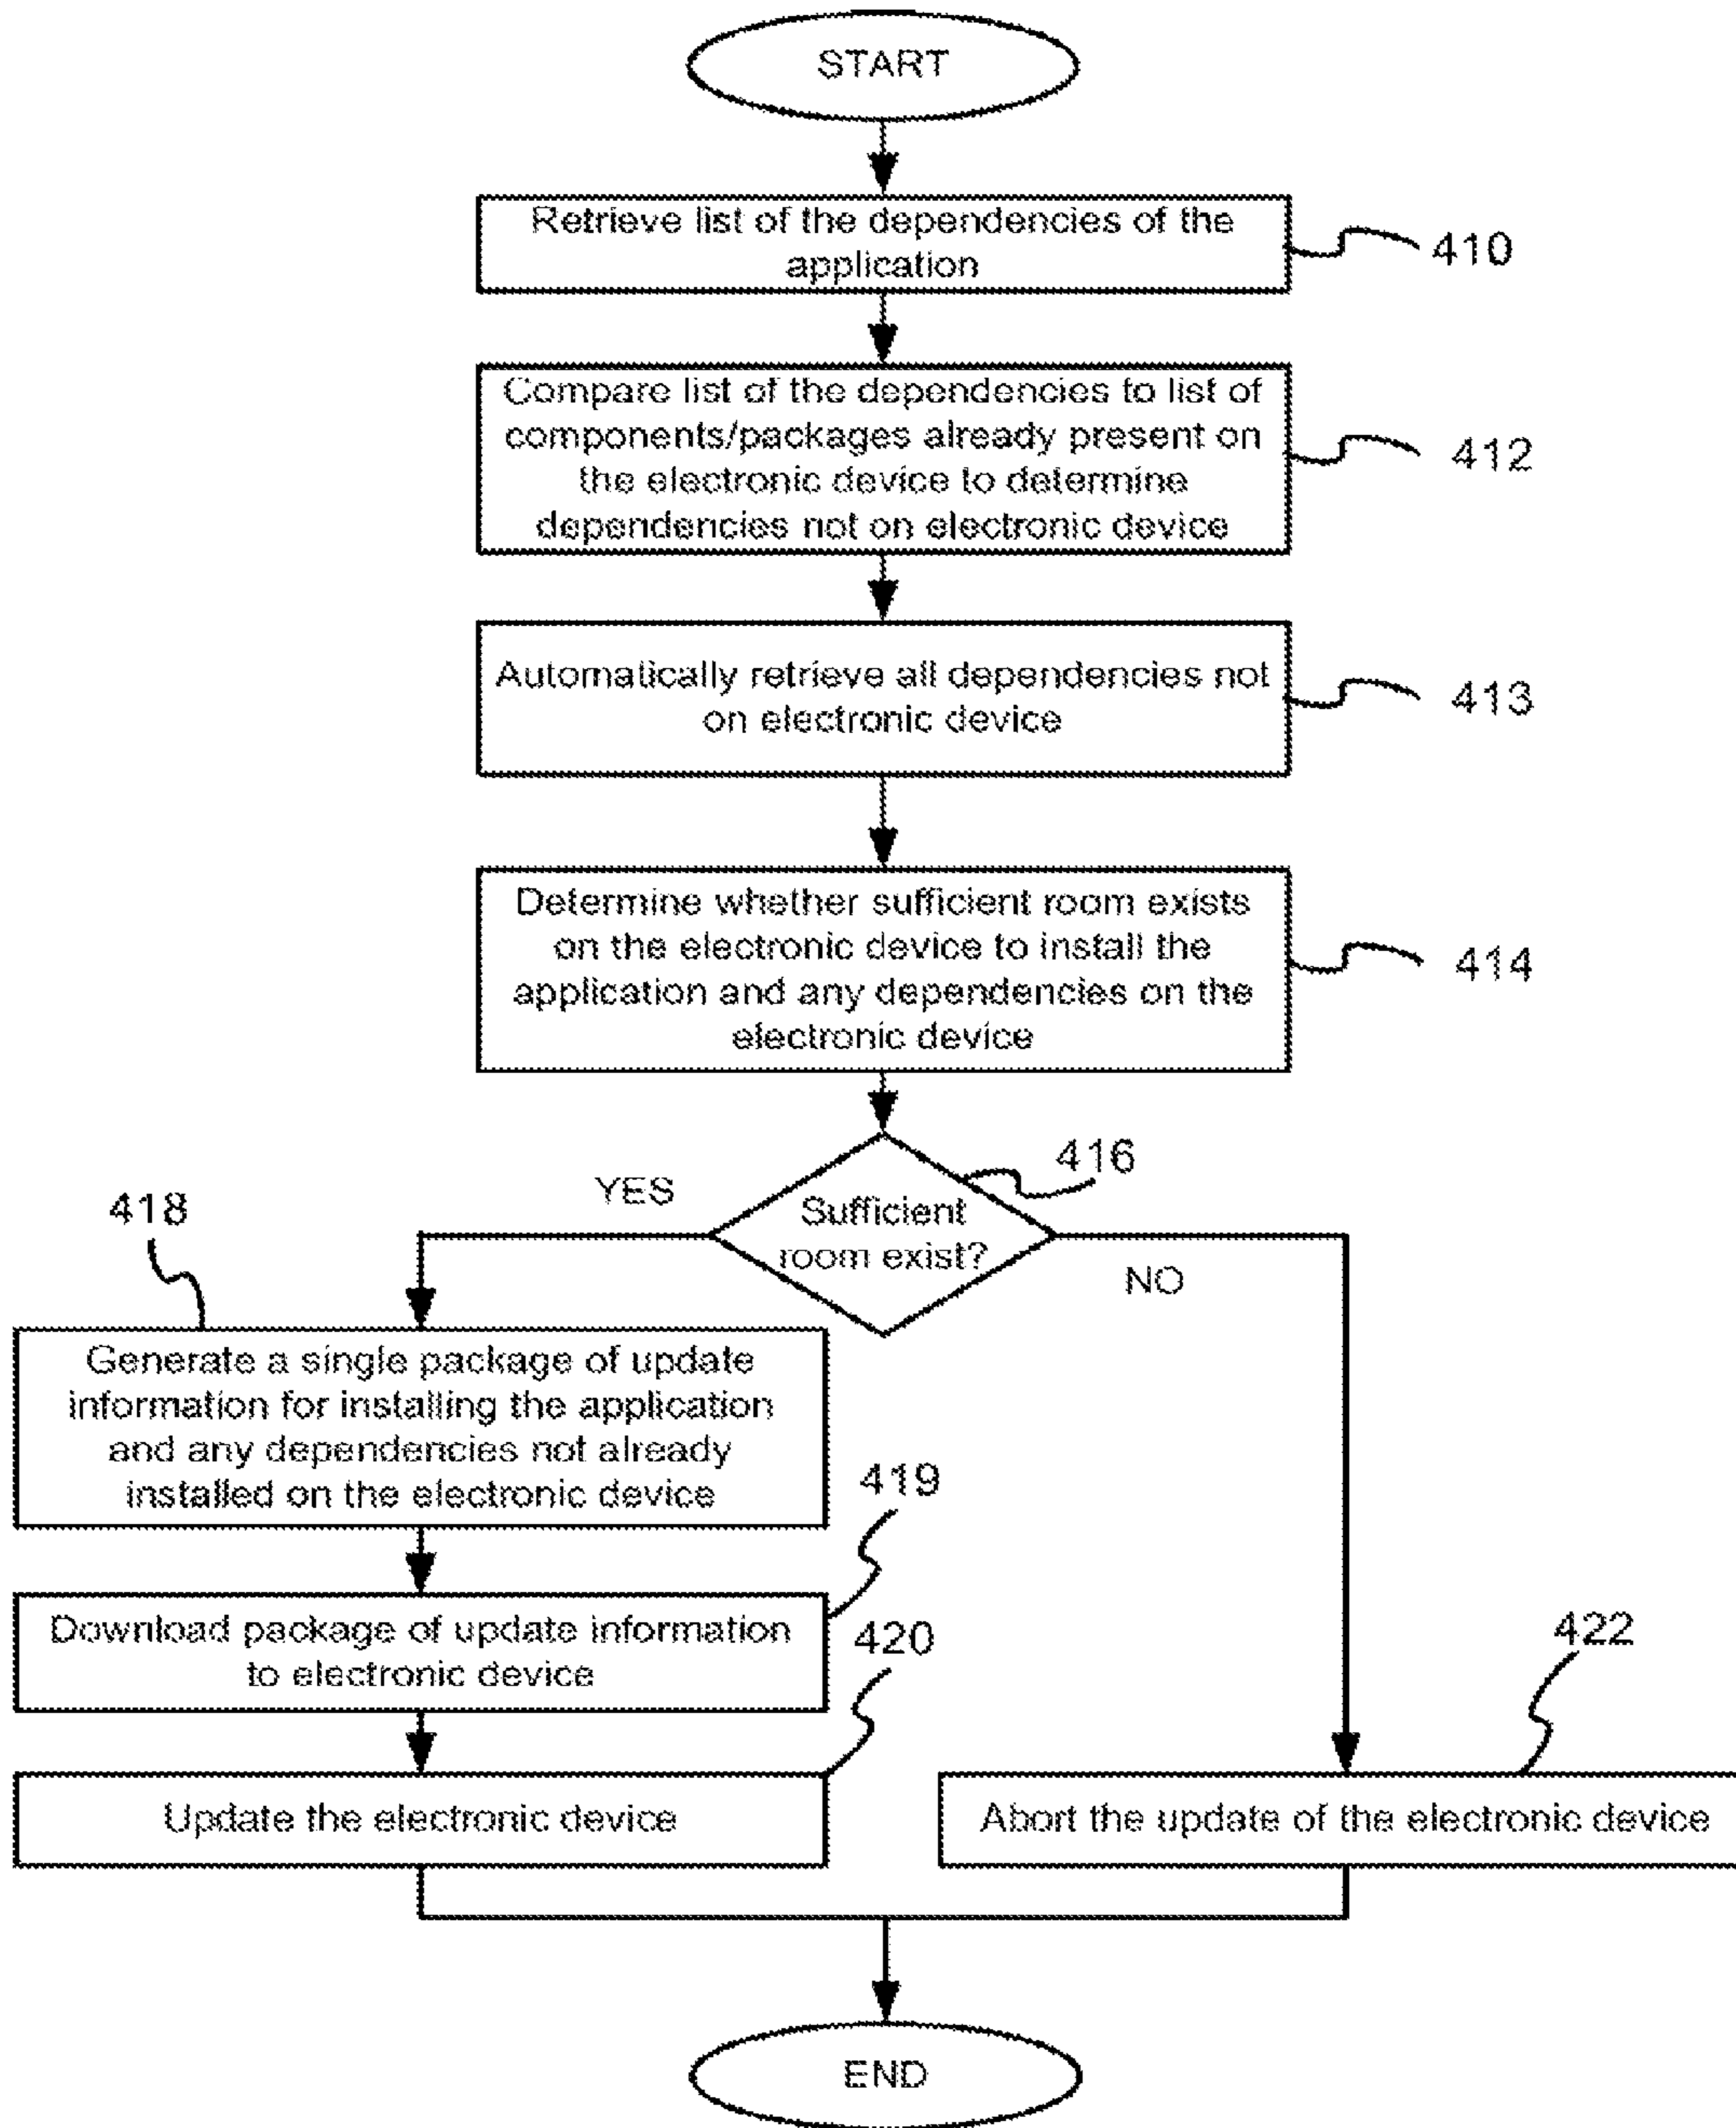 START
Retrieve list of the dependencies of the
application
410
Compare list of the dependencies to list of
components/packages already present on
the electronic device to determine
dependencies not on electronic device
412
Automatically retrieve all dependencies not
on electronic device
413
Determine whether sufficient room exists
on the electronic device to install the
application and any dependencies on the
electronic device
414
416
Sufficient
room exist?
YES
NO
418
Generate a single package of update
information for installing the application
and any dependencies not already
installed on the electronic device
419
Download package of update information
to electronic device
420
Update the electronic device
422
Abort the update of the electronic device
END